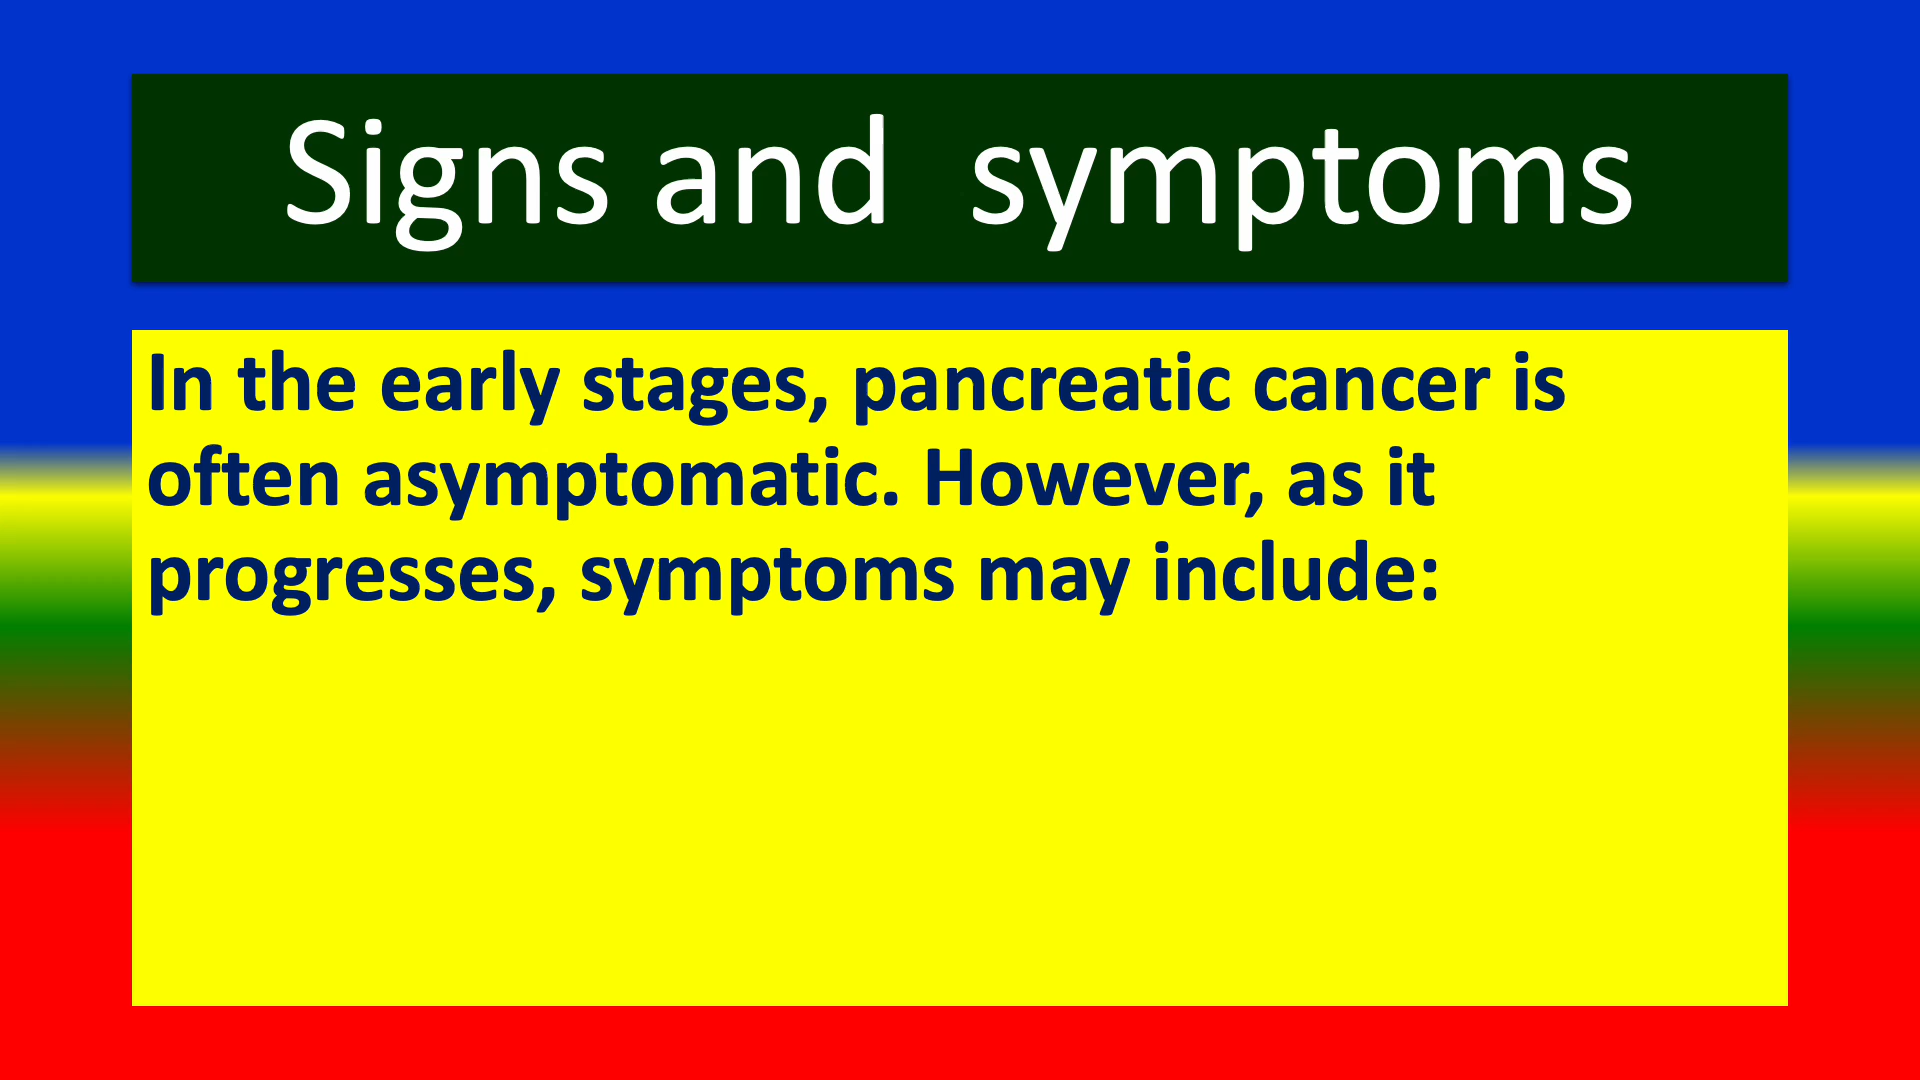 Signs and  symptoms
In the early stages, pancreatic cancer is
often asymptomatic. However, as it
progresses, symptoms may include: